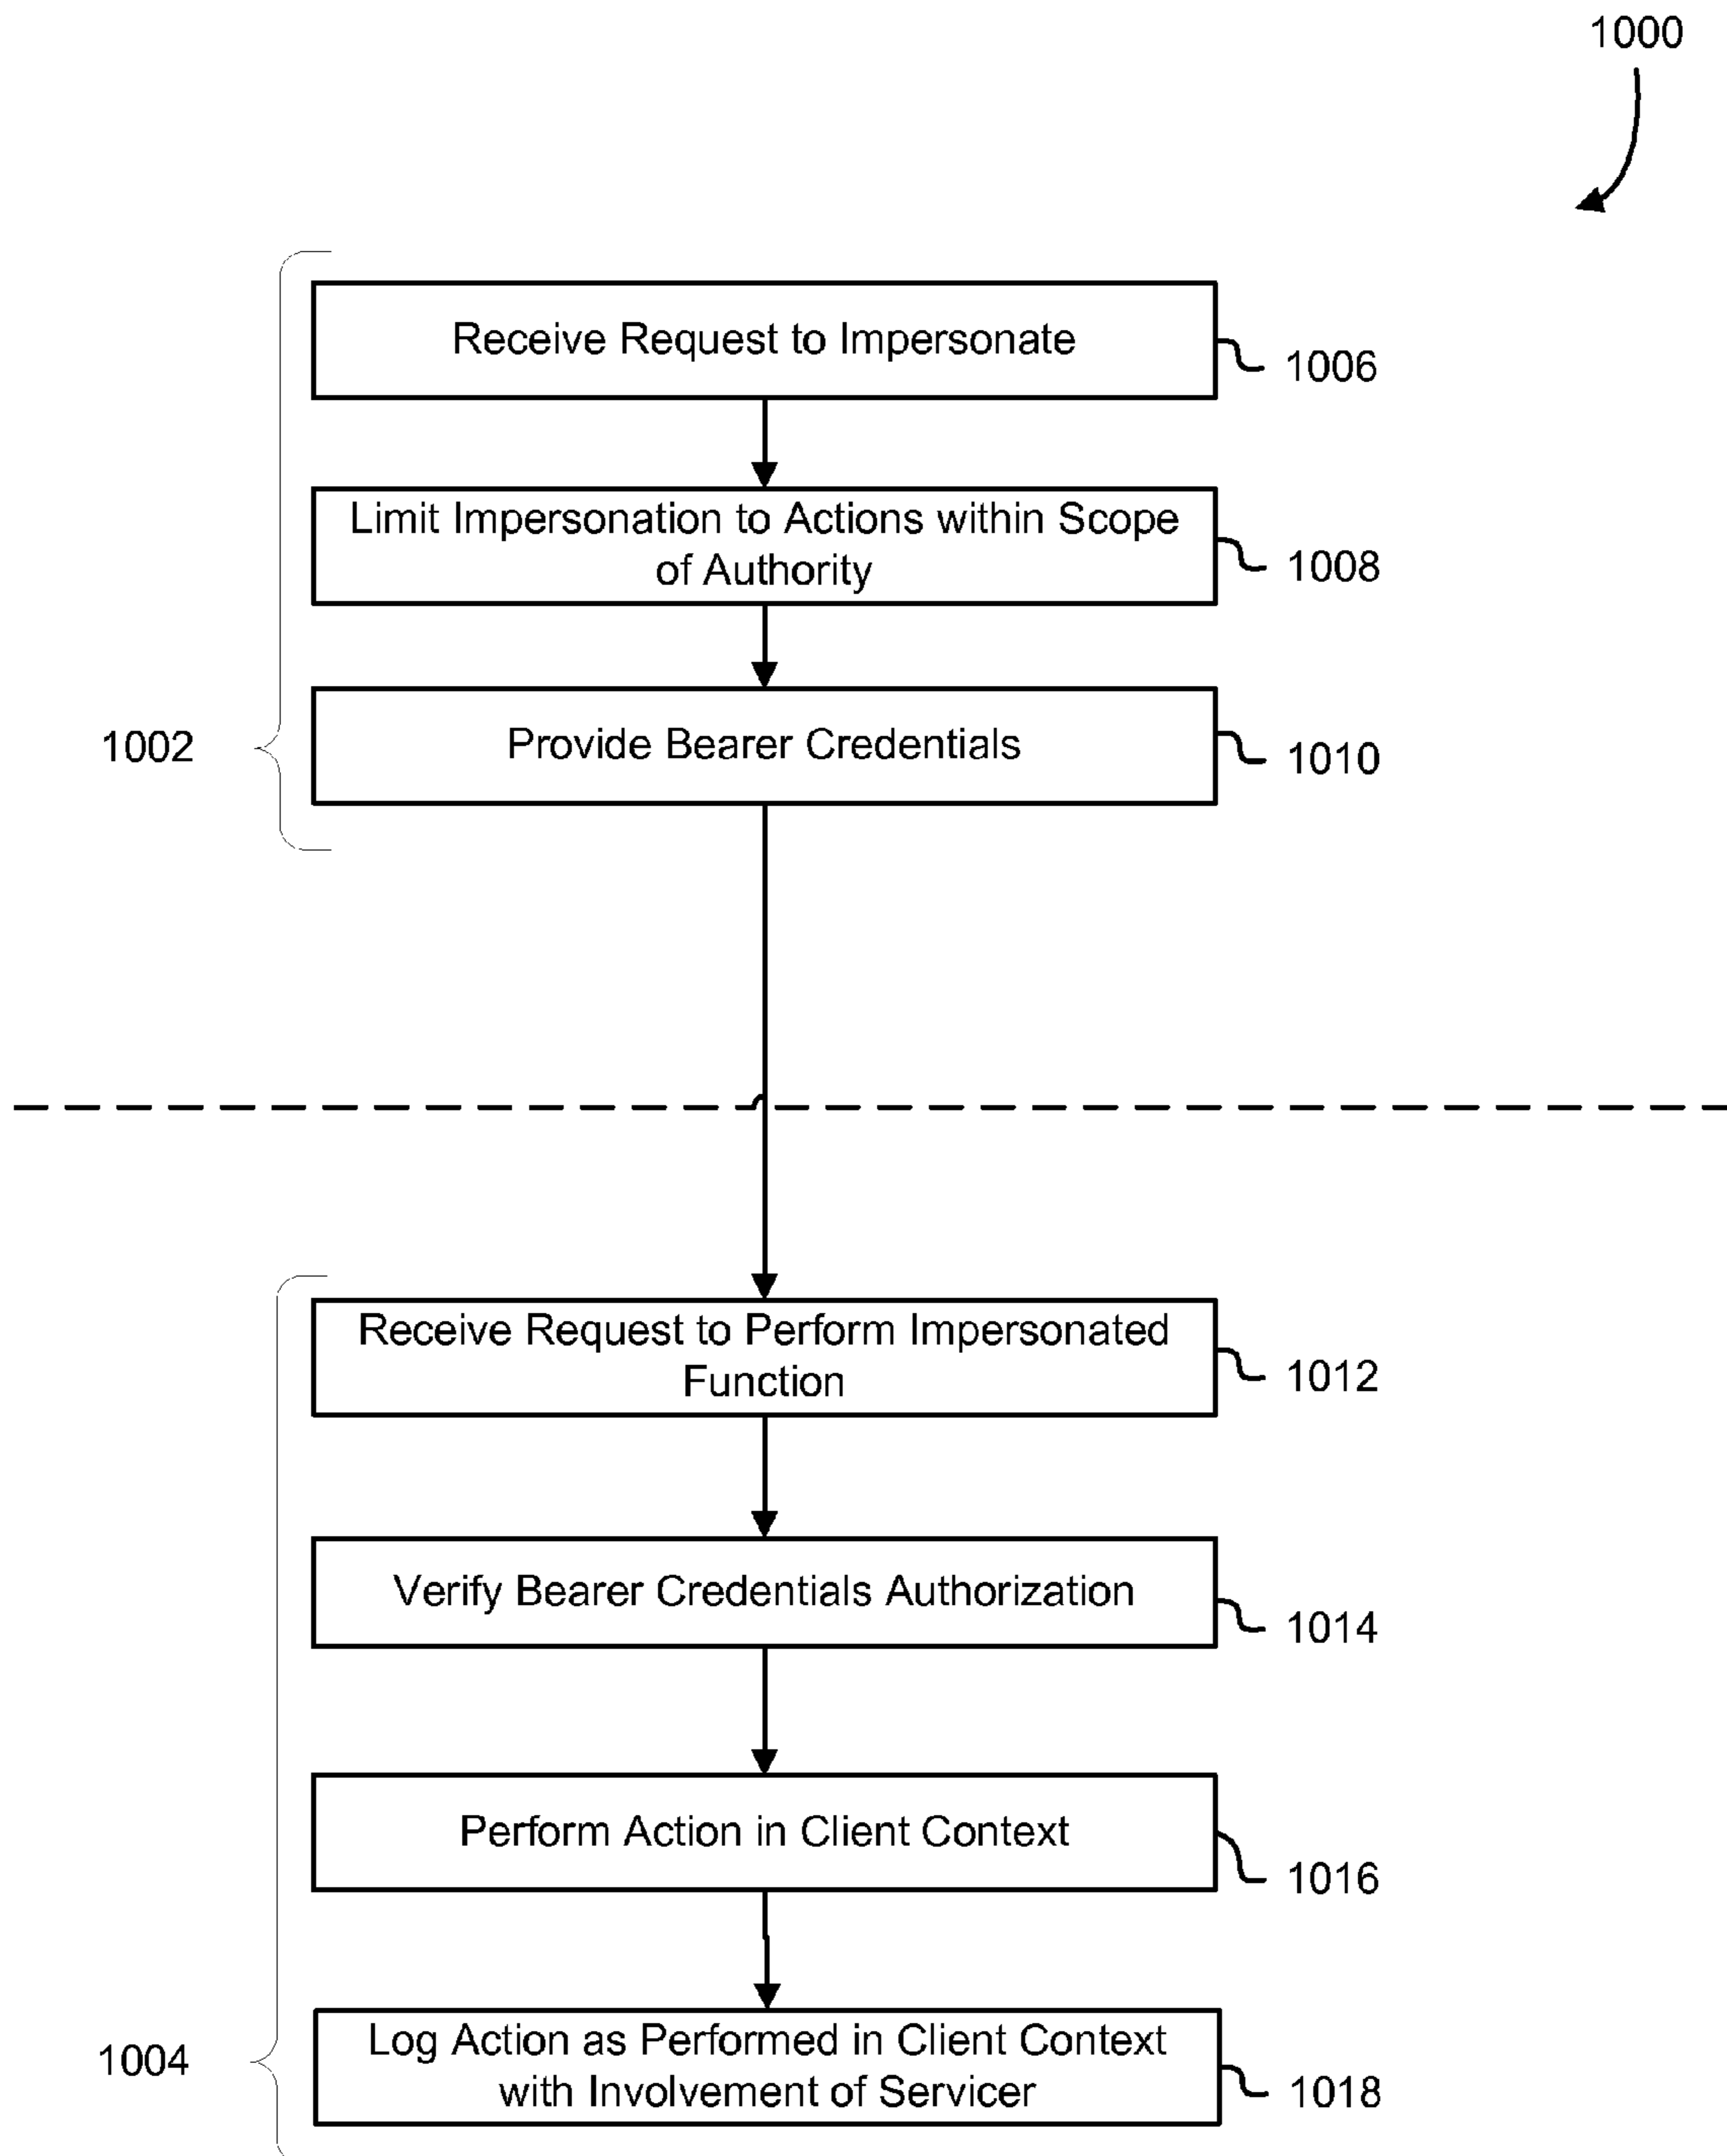 1000
Receive Request to Impersonate
1006
Limit Impersonation to Actions within Scope
of Authority
1008
Provide Bearer Credentials
1002
1010
Receive Request to Perform Impersonated
Function
1012
Verify Bearer Credentials Authorization
1014
Perform Action in Client Context
1016
Log Action as Performed in Client Context
with Involvement of Servicer
1004
1018